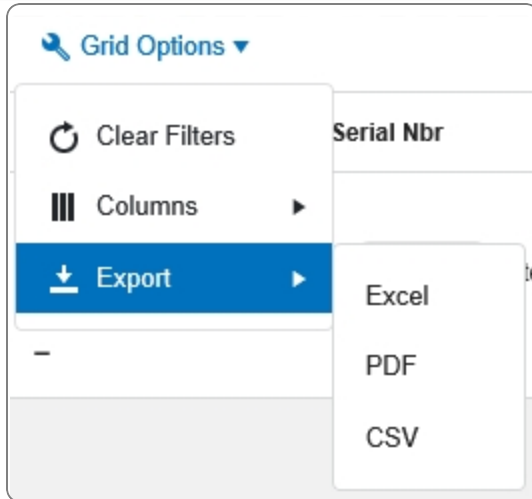 Grid Options
Clear Filters
Serial Nbr
Columns
Export
Excel
PDF
CSV
–